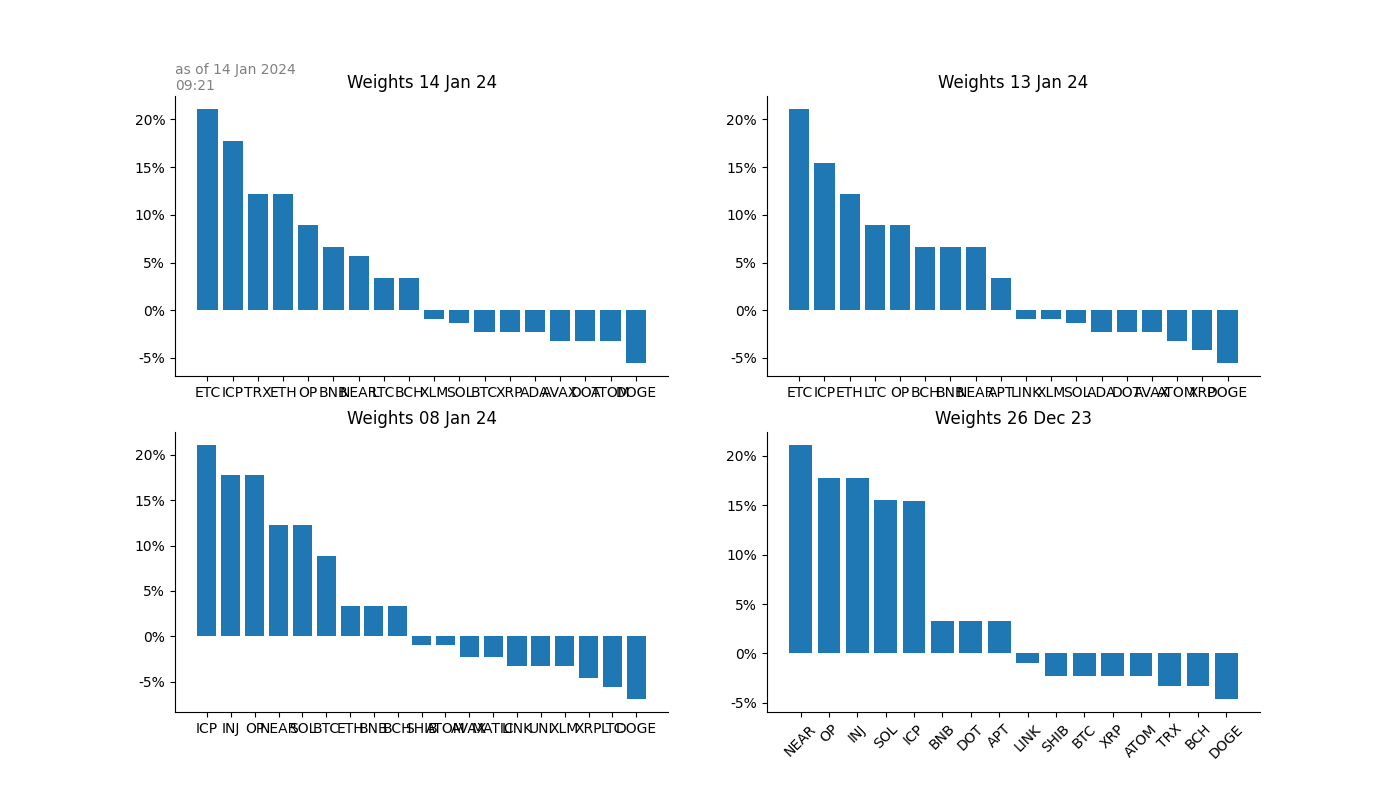 as of 14 Jan 2024
09:21
Weights 14 Jan 24
20%
15%
10%
5%
0%
-5%
ETC ICP TRX ETH OP BNB NEAR LTC BCH XLM SOL BTC XRP ADA AVAX DOT ATOM DOGE
Weights 13 Jan 24
20%
15%
10%
5%
0%
-5%
ETC ICP ETH LTC OP BCH BNB NEAR APT LINK XLM SOL ADA DOT AVAX ATOM XRP DOGE
Weights 08 Jan 24
20%
15%
10%
5%
0%
-5%
ICP INJ OP NEAR SOL BTC ETH BNB BCH SHIB ATOM AVAX MATIC LINK UNI XLM XRP LTC DOGE
Weights 26 Dec 23
20%
15%
10%
5%
0%
-5%
NEAR OP INJ SOL ICP BNB DOT APT LINK SHIB BTC XRP ATOM TRX BCH DOGE